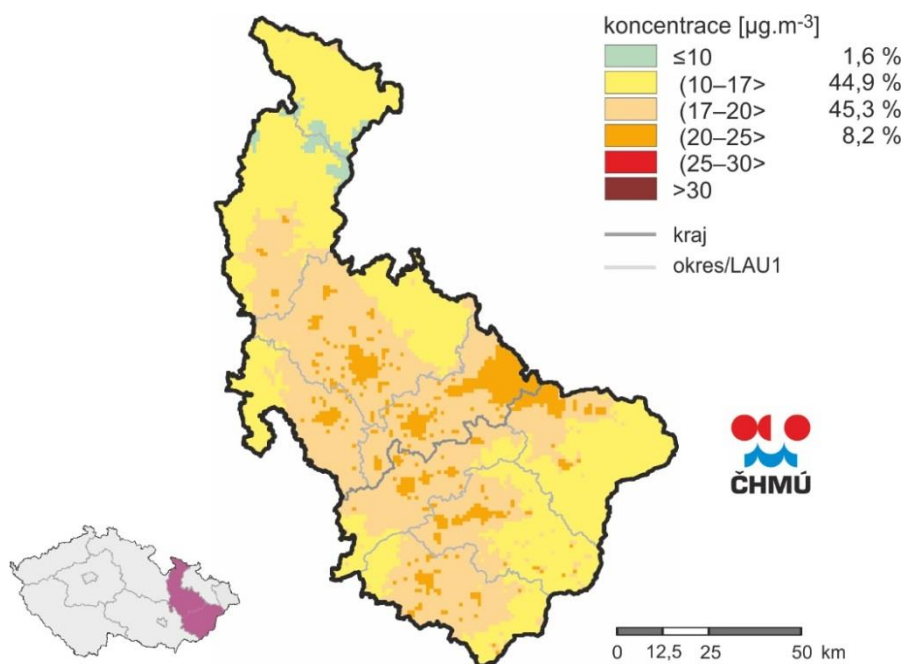 koncentrace [µg.m-3]
≤10 1,6 %
(10–17> 44,9 %
(17–20> 45,3 %
(20–25> 8,2 %
(25–30>
>30
kraj
okres/LAU1
ČHMÚ
0 12,5 25 50 km